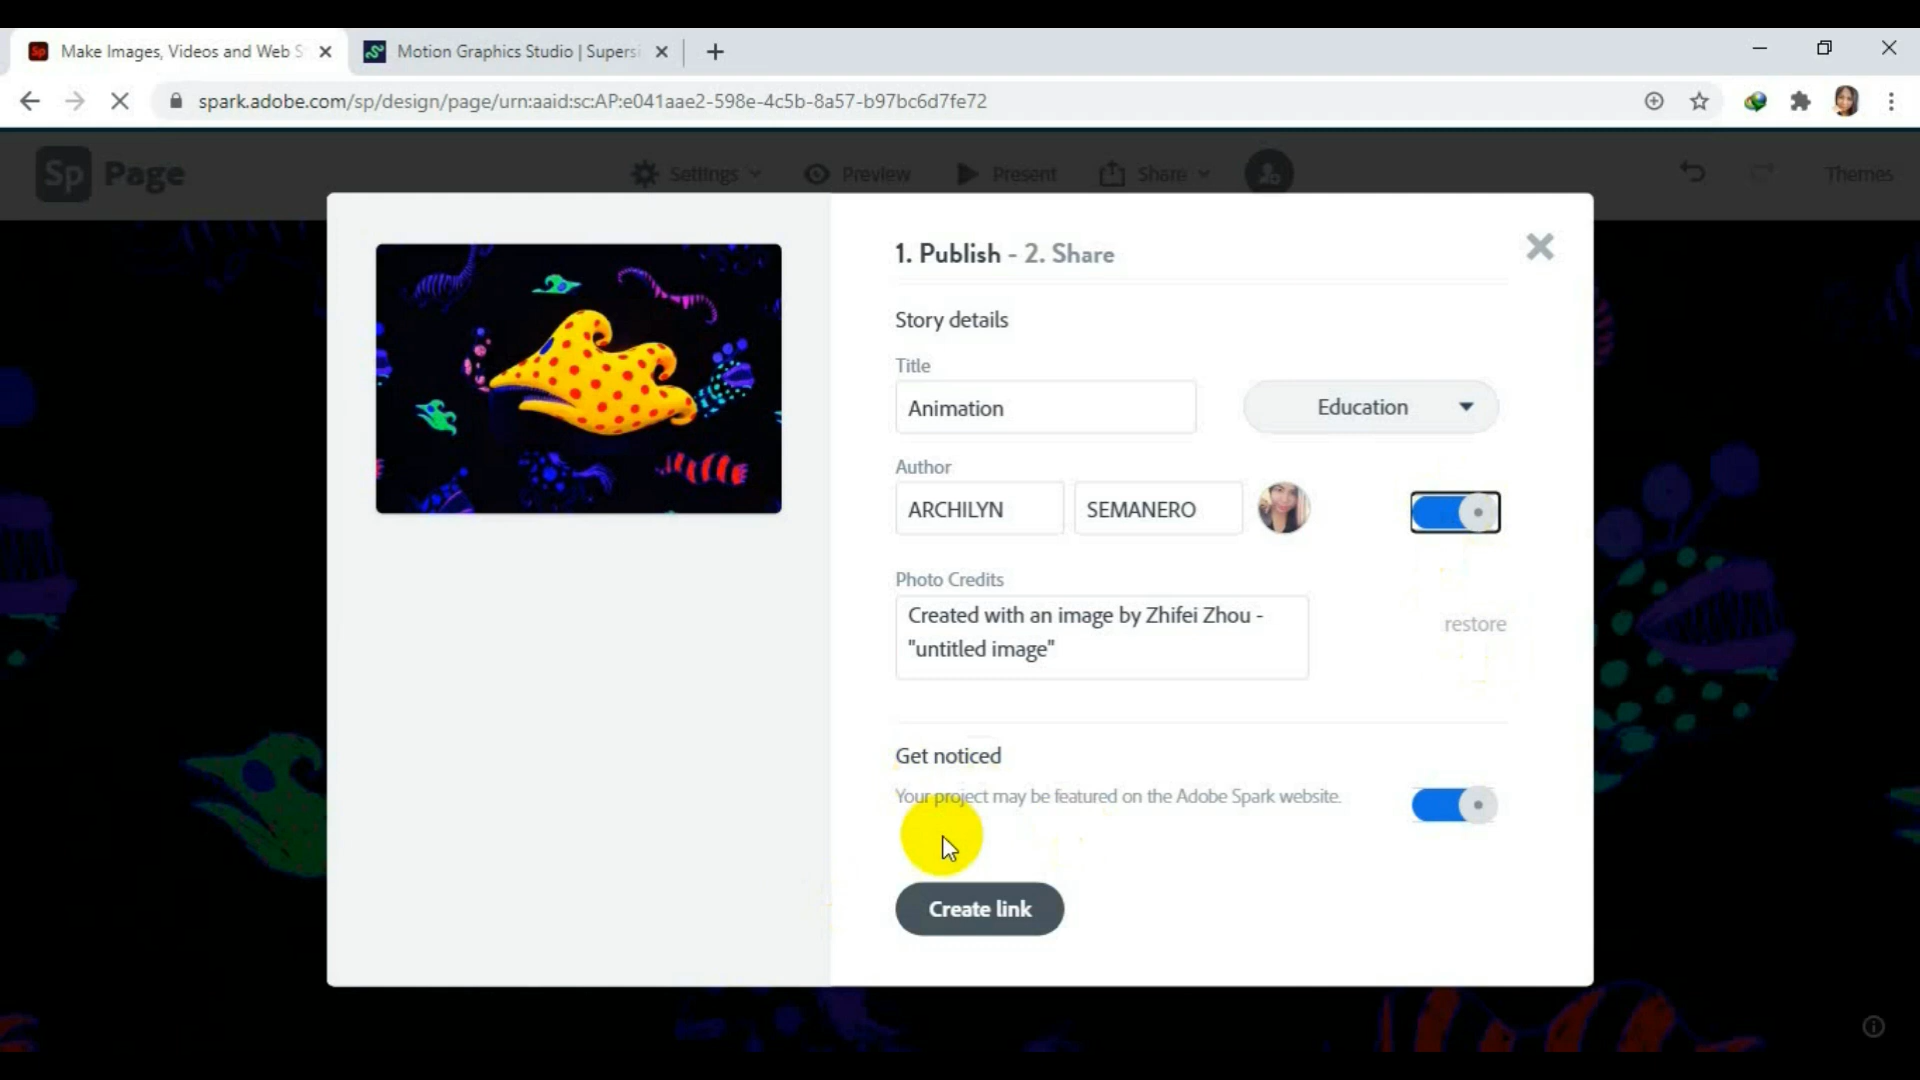 Make Images, Videos and Web S
Motion Graphics Studio | Supersi
spark.adobe.com/sp/design/page/urn:aaid:sc:AP:e041aae2-598e-4c5b-8a57-b97bc6d7fe72
Sp Page Settings Preview Present Share Themes
1. Publish - 2. Share
Story details
Title
Animation Education
Author
ARCHILYN SEMANERO
Photo Credits
Created with an image by Zhifei Zhou -
"untitled image"
restore
Get noticed
Your project may be featured on the Adobe Spark website.
Create link